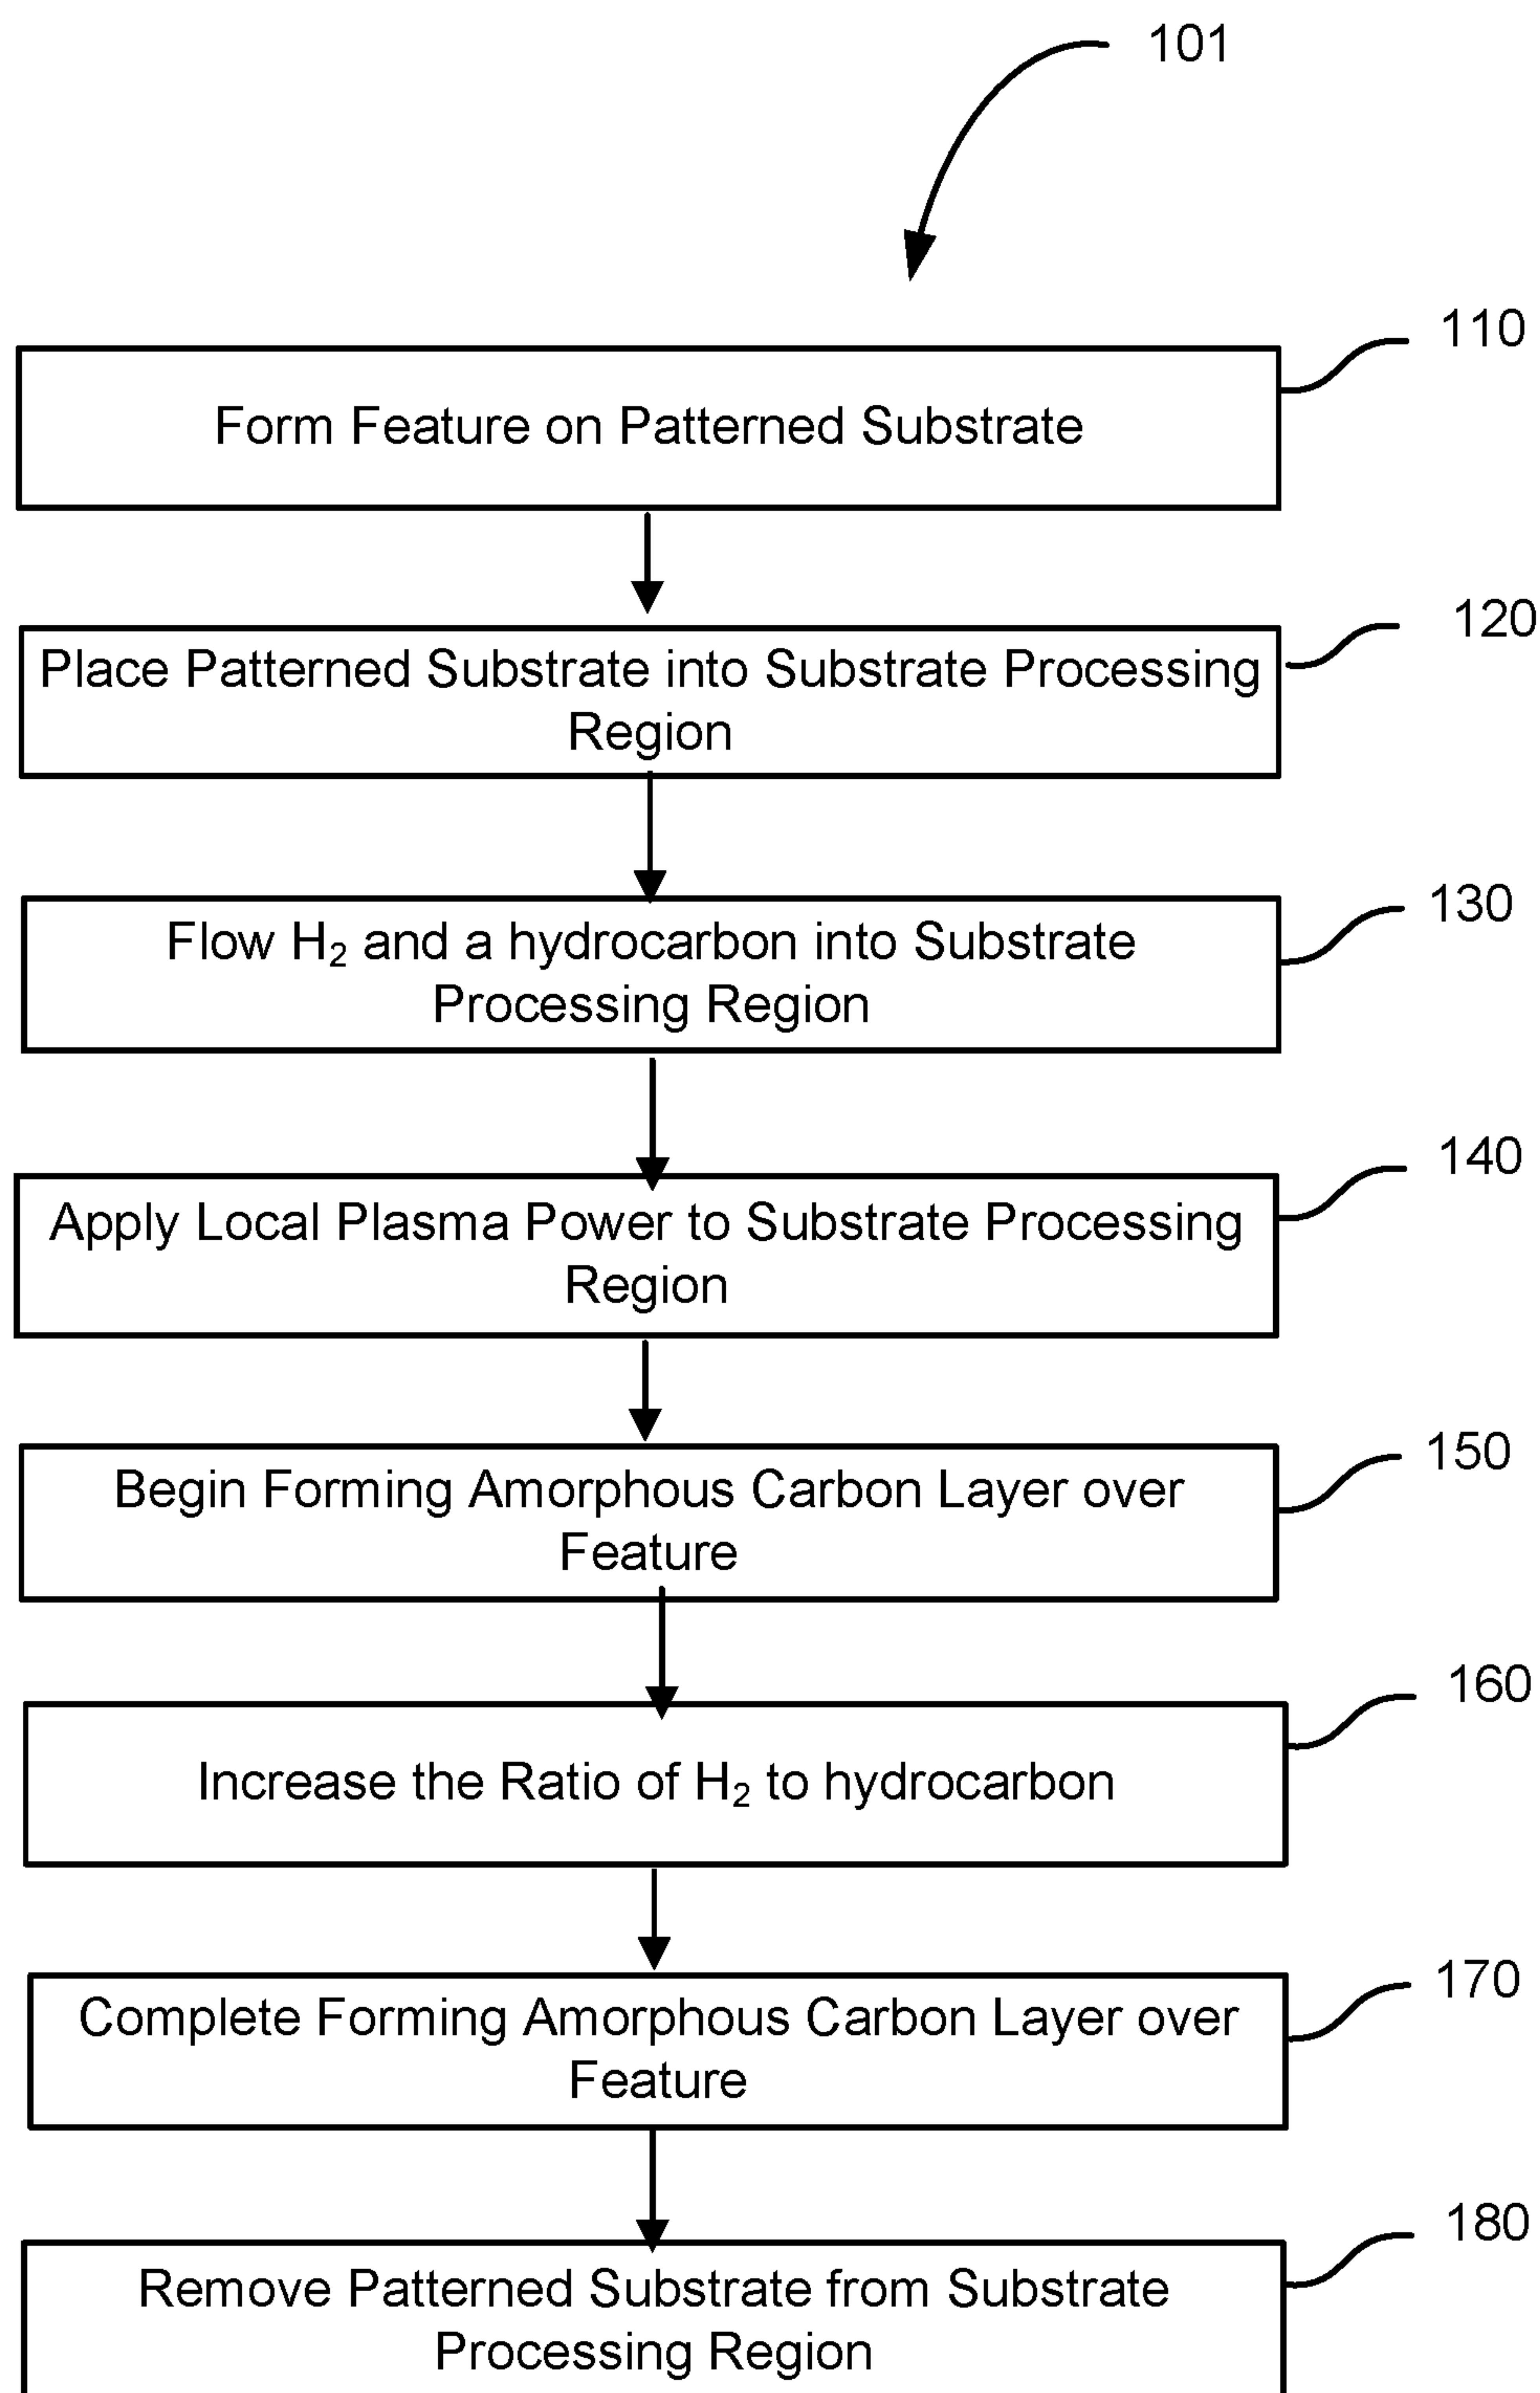 101
110
Form Feature on Patterned Substrate
120
Place Patterned Substrate into Substrate Processing
Region
130
Flow H₂ and a hydrocarbon into Substrate
Processing Region
140
Apply Local Plasma Power to Substrate Processing
Region
150
Begin Forming Amorphous Carbon Layer over
Feature
160
Increase the Ratio of H₂ to hydrocarbon
170
Complete Forming Amorphous Carbon Layer over
Feature
180
Remove Patterned Substrate from Substrate
Processing Region